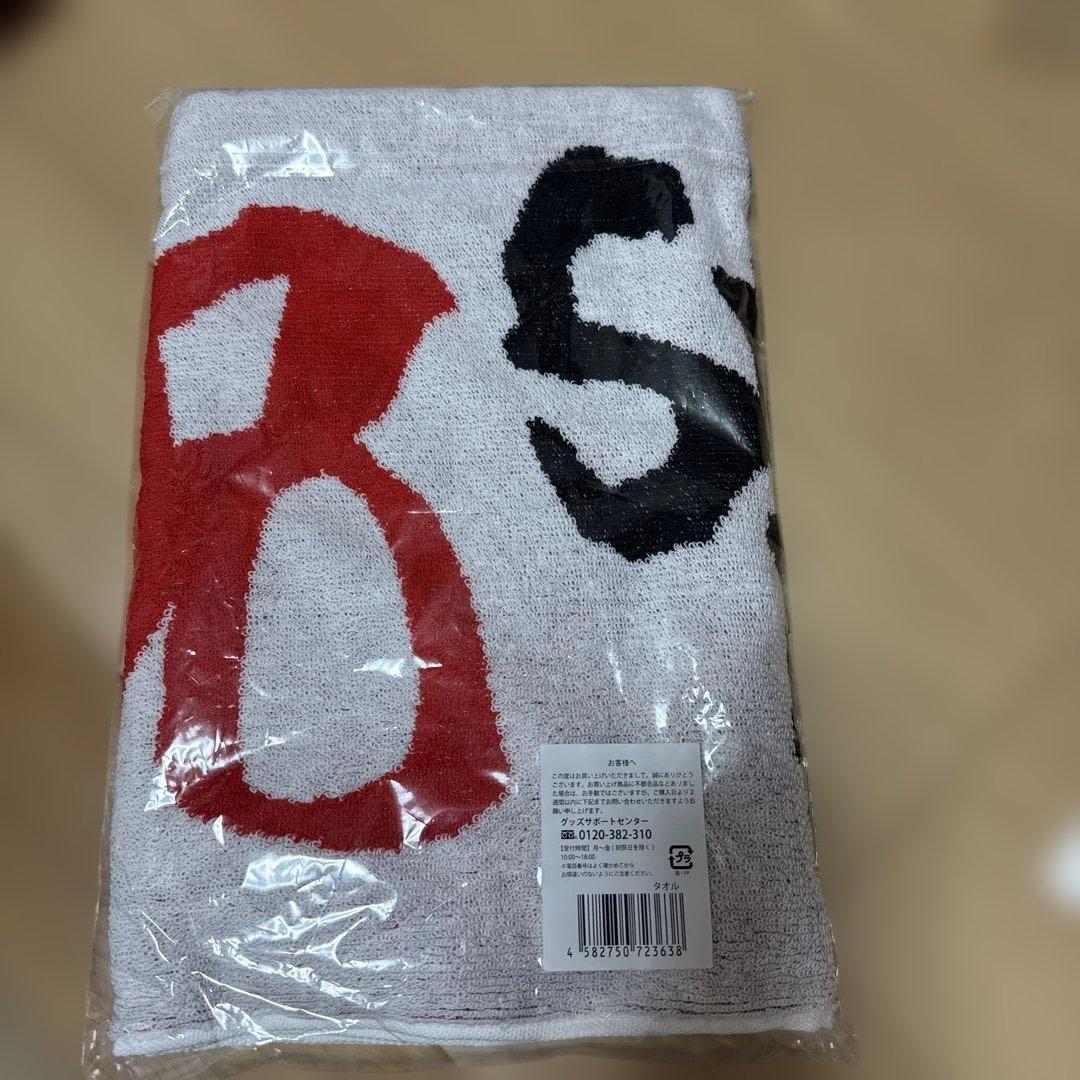 BS
お客様へ
この度はお買い上げいただきまして、誠にありがとう
ございます。お買い上げ商品に不都合品などありまし
た場合は、お手数ではございますが、ご購入日より2
週間以内に下記までお問い合わせいただきますようお
願い申し上げます。
グッズサポートセンター
0120-382-310
【受付時間】月~金(祝祭日を除く)
10:00~18:00
※電話番号はよく確かめてから
お間違いのないようにご注意ください。
プラ
袋・PP
タオル
4 582750 723638